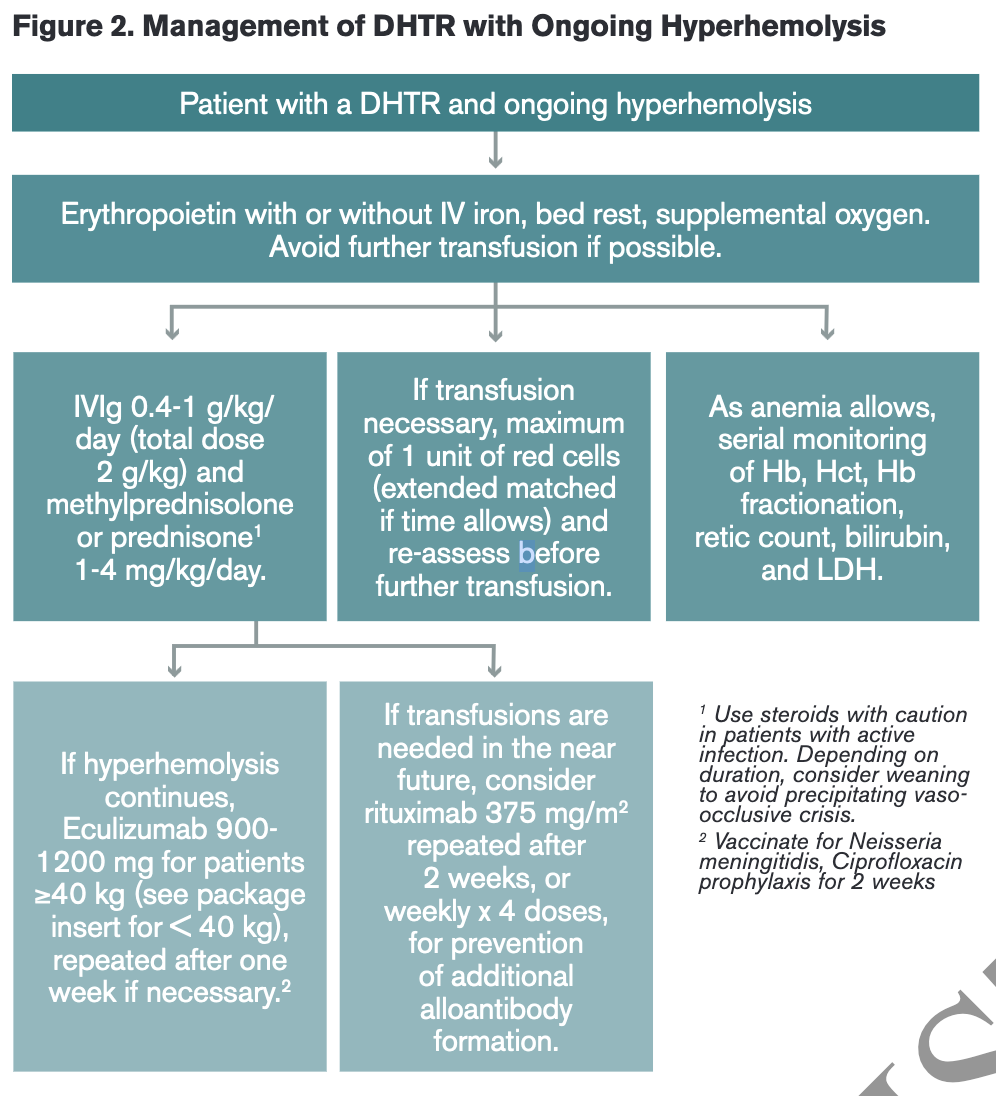 Figure 2. Management of DHTR with Ongoing Hyperhemolysis
Patient with a DHTR and ongoing hyperhemolysis
Erythropoietin with or without IV iron, bed rest, supplemental oxygen.
Avoid further transfusion if possible.
IVIg 0.4-1 g/kg/
day (total dose
2 g/kg) and
methylprednisolone
or prednisone¹
1-4 mg/kg/day.
If transfusion
necessary, maximum
of 1 unit of red cells
(extended matched
if time allows) and
re-assess before
further transfusion.
As anemia allows,
serial monitoring
of Hb, Hct, Hb
fractionation,
retic count, bilirubin,
and LDH.
If hyperhemolysis
continues,
Eculizumab 900-
1200 mg for patients
≥40 kg (see package
insert for < 40 kg),
repeated after one
week if necessary.²
If transfusions are
needed in the near
future, consider
rituximab 375 mg/m²
repeated after
2 weeks, or
weekly x 4 doses,
for prevention
of additional
alloantibody
formation.
¹ Use steroids with caution
in patients with active
infection. Depending on
duration, consider weaning
to avoid precipitating vaso-
occlusive crisis.
² Vaccinate for Neisseria
meningitidis, Ciprofloxacin
prophylaxis for 2 weeks